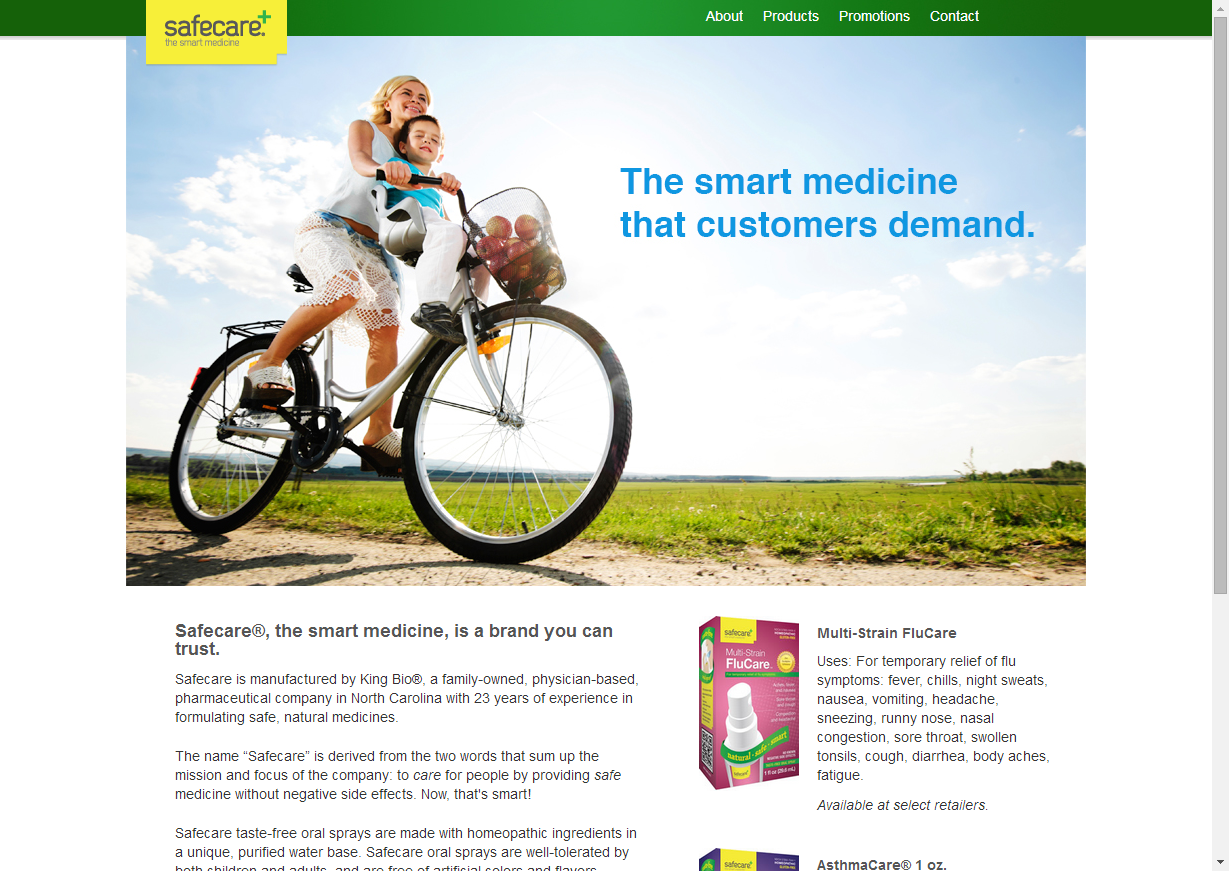 safecare.
the smart medicine
About Products Promotions Contact
The smart medicine
that customers demand.
Safecare®, the smart medicine, is a brand you can
trust.
Safecare is manufactured by King Bio®, a family-owned, physician-based,
pharmaceutical company in North Carolina with 23 years of experience in
formulating safe, natural medicines.
The name “Safecare” is derived from the two words that sum up the
mission and focus of the company: to care for people by providing safe
medicine without negative side effects. Now, that's smart!
Safecare taste-free oral sprays are made with homeopathic ingredients in
a unique, purified water base. Safecare oral sprays are well-tolerated by
both children and adults, and are free of artificial colors and flavors,
safecare
Multi-Strain
FluCare.
natural · safe · smart
safecare
1 fl oz (29.6 mL)
Multi-Strain FluCare
Uses: For temporary relief of flu
symptoms: fever, chills, night sweats,
nausea, vomiting, headache,
sneezing, runny nose, nasal
congestion, sore throat, swollen
tonsils, cough, diarrhea, body aches,
fatigue.
Available at select retailers.
safecare
AsthmaCare® 1 oz.